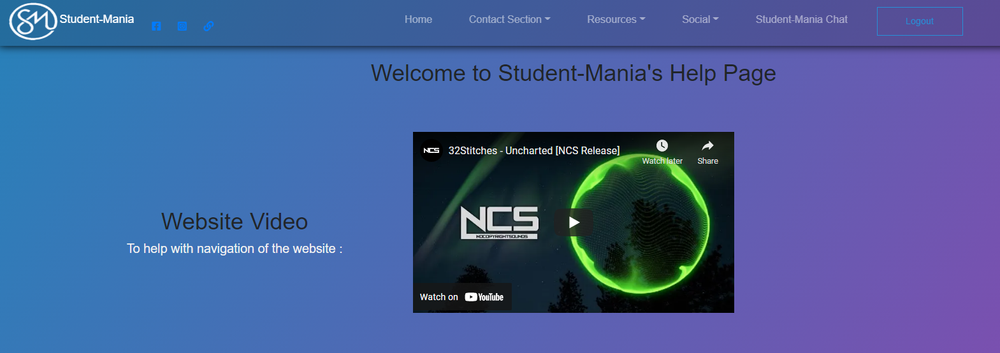 SM Student-Mania
Home Contact Section Resources Social Student-Mania Chat Logout
Welcome to Student-Mania's Help Page
NCS 32Stitches - Uncharted [NCS Release]
Watch later Share
Website Video
To help with navigation of the website :
NCS
NOCOPYRIGHTSOUNDS
Watch on YouTube